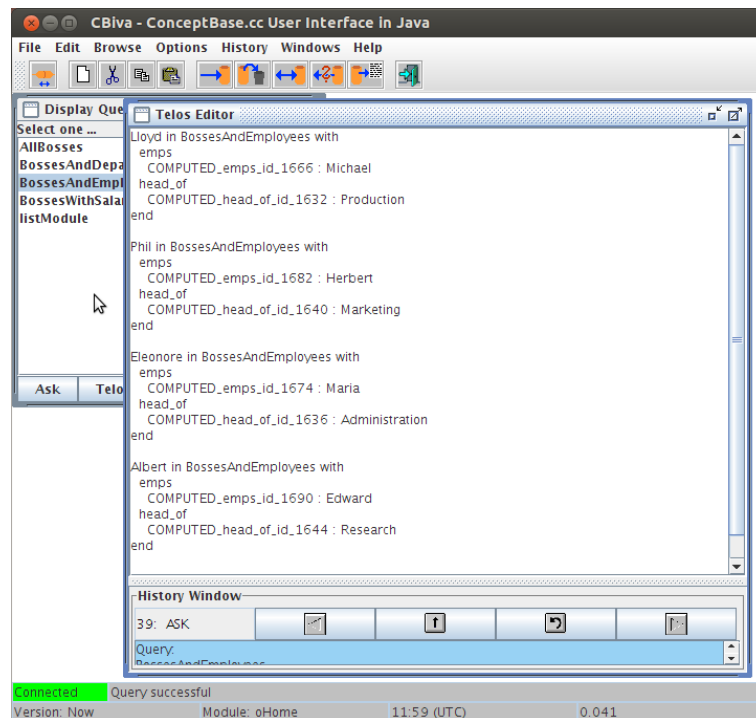 CBiva - ConceptBase.cc User Interface in Java
File Edit Browse Options History Windows Help
Display Que
Select one ...
AllBosses
BossesAndDepa
BossesAndEmpl
BossesWithSalar
listModule
Ask Telo
Telos Editor
Lloyd in BossesAndEmployees with
emps
COMPUTED_emps_id_1666 : Michael
head_of
COMPUTED_head_of_id_1632 : Production
end
Phil in BossesAndEmployees with
emps
COMPUTED_emps_id_1682 : Herbert
head_of
COMPUTED_head_of_id_1640 : Marketing
end
Eleonore in BossesAndEmployees with
emps
COMPUTED_emps_id_1674 : Maria
head_of
COMPUTED_head_of_id_1636 : Administration
end
Albert in BossesAndEmployees with
emps
COMPUTED_emps_id_1690 : Edward
head_of
COMPUTED_head_of_id_1644 : Research
end
History Window
39: ASK
Query:
BossesAndEmployees
Connected Query successful
Version: Now Module: oHome 11:59 (UTC) 0.041